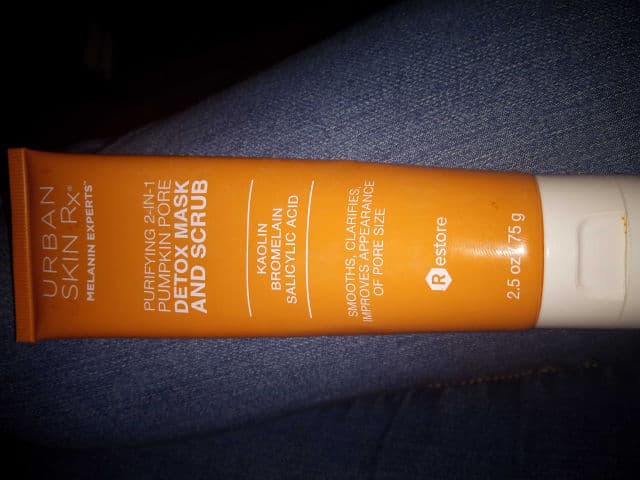 URBAN
SKIN Rx®
MELANIN EXPERTS™
PURIFYING 2-IN-1
PUMPKIN PORE
DETOX MASK
AND SCRUB
KAOLIN
BROMELAIN
SALICYLIC ACID
SMOOTHS, CLARIFIES,
IMPROVES APPEARANCE
OF PORE SIZE
Restore
2.5 oz / 75 g